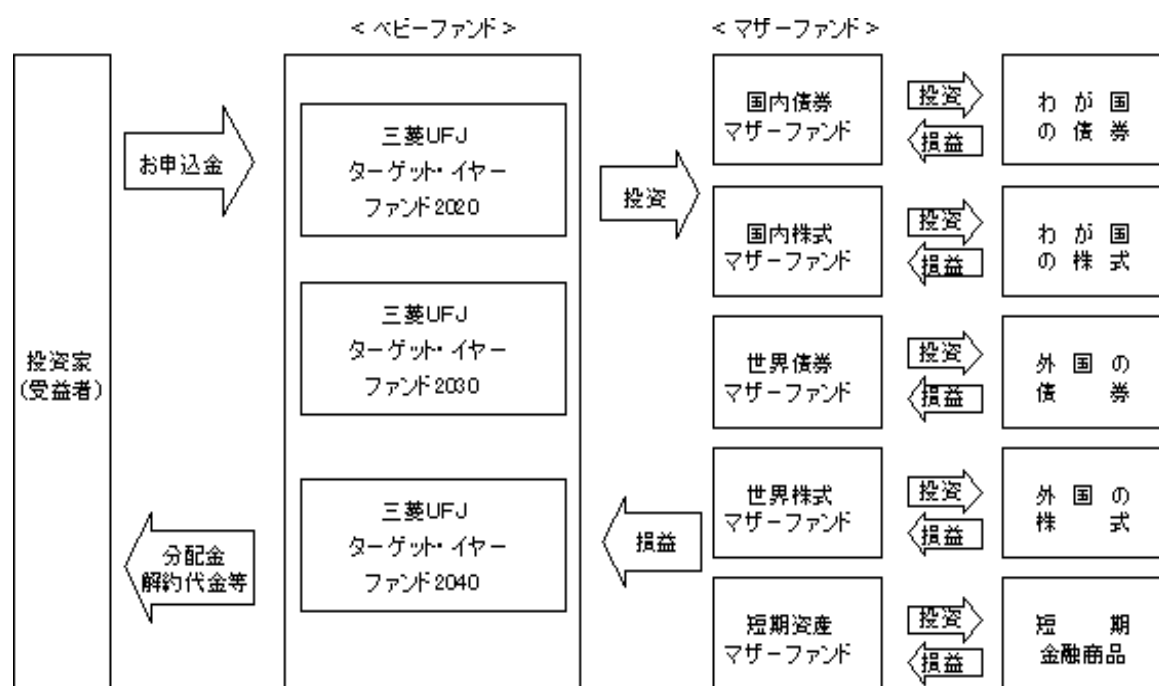 ＜ベビーファンド＞
＜マザーファンド＞
投資家
（受益者）
お申込金
分配金
解約代金等
三菱UFJ
ターゲット・イヤー
ファンド2020
三菱UFJ
ターゲット・イヤー
ファンド2030
三菱UFJ
ターゲット・イヤー
ファンド2040
投資
損益
国内債券
マザーファンド
投資
損益
わが国
の債券
国内株式
マザーファンド
投資
損益
わが国
の株式
世界債券
マザーファンド
投資
損益
外国の
債券
世界株式
マザーファンド
投資
損益
外国の
株式
短期資産
マザーファンド
投資
損益
短期
金融商品